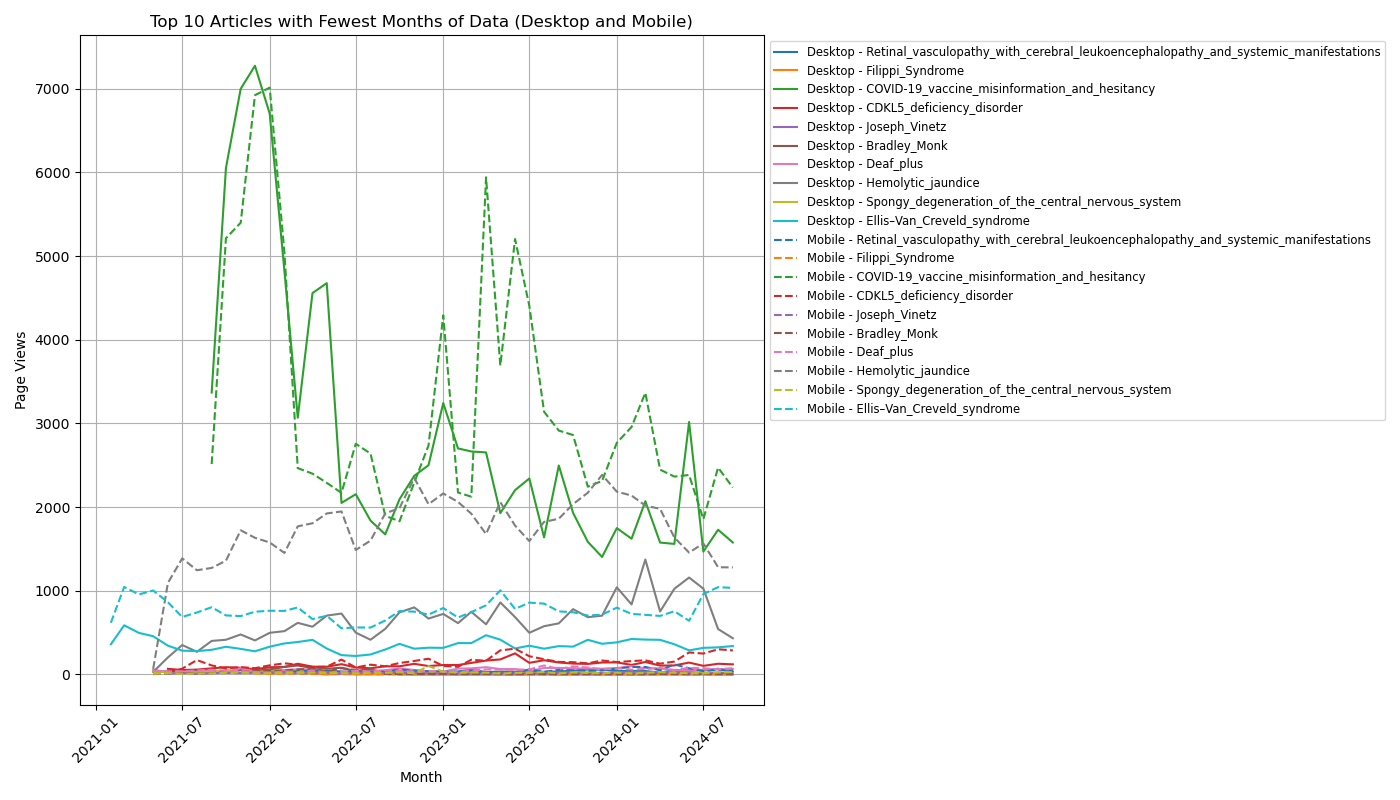 Top 10 Articles with Fewest Months of Data (Desktop and Mobile)
Page Views
7000
6000
5000
4000
3000
2000
1000
0
2021-01
2021-07
2022-01
2022-07
2023-01
2023-07
2024-01
2024-07
Month
Desktop - Retinal_vasculopathy_with_cerebral_leukoencephalopathy_and_systemic_manifestations
Desktop - Filippi_Syndrome
Desktop - COVID-19_vaccine_misinformation_and_hesitancy
Desktop - CDKL5_deficiency_disorder
Desktop - Joseph_Vinetz
Desktop - Bradley_Monk
Desktop - Deaf_plus
Desktop - Hemolytic_jaundice
Desktop - Spongy_degeneration_of_the_central_nervous_system
Desktop - Ellis–Van_Creveld_syndrome
Mobile - Retinal_vasculopathy_with_cerebral_leukoencephalopathy_and_systemic_manifestations
Mobile - Filippi_Syndrome
Mobile - COVID-19_vaccine_misinformation_and_hesitancy
Mobile - CDKL5_deficiency_disorder
Mobile - Joseph_Vinetz
Mobile - Bradley_Monk
Mobile - Deaf_plus
Mobile - Hemolytic_jaundice
Mobile - Spongy_degeneration_of_the_central_nervous_system
Mobile - Ellis–Van_Creveld_syndrome